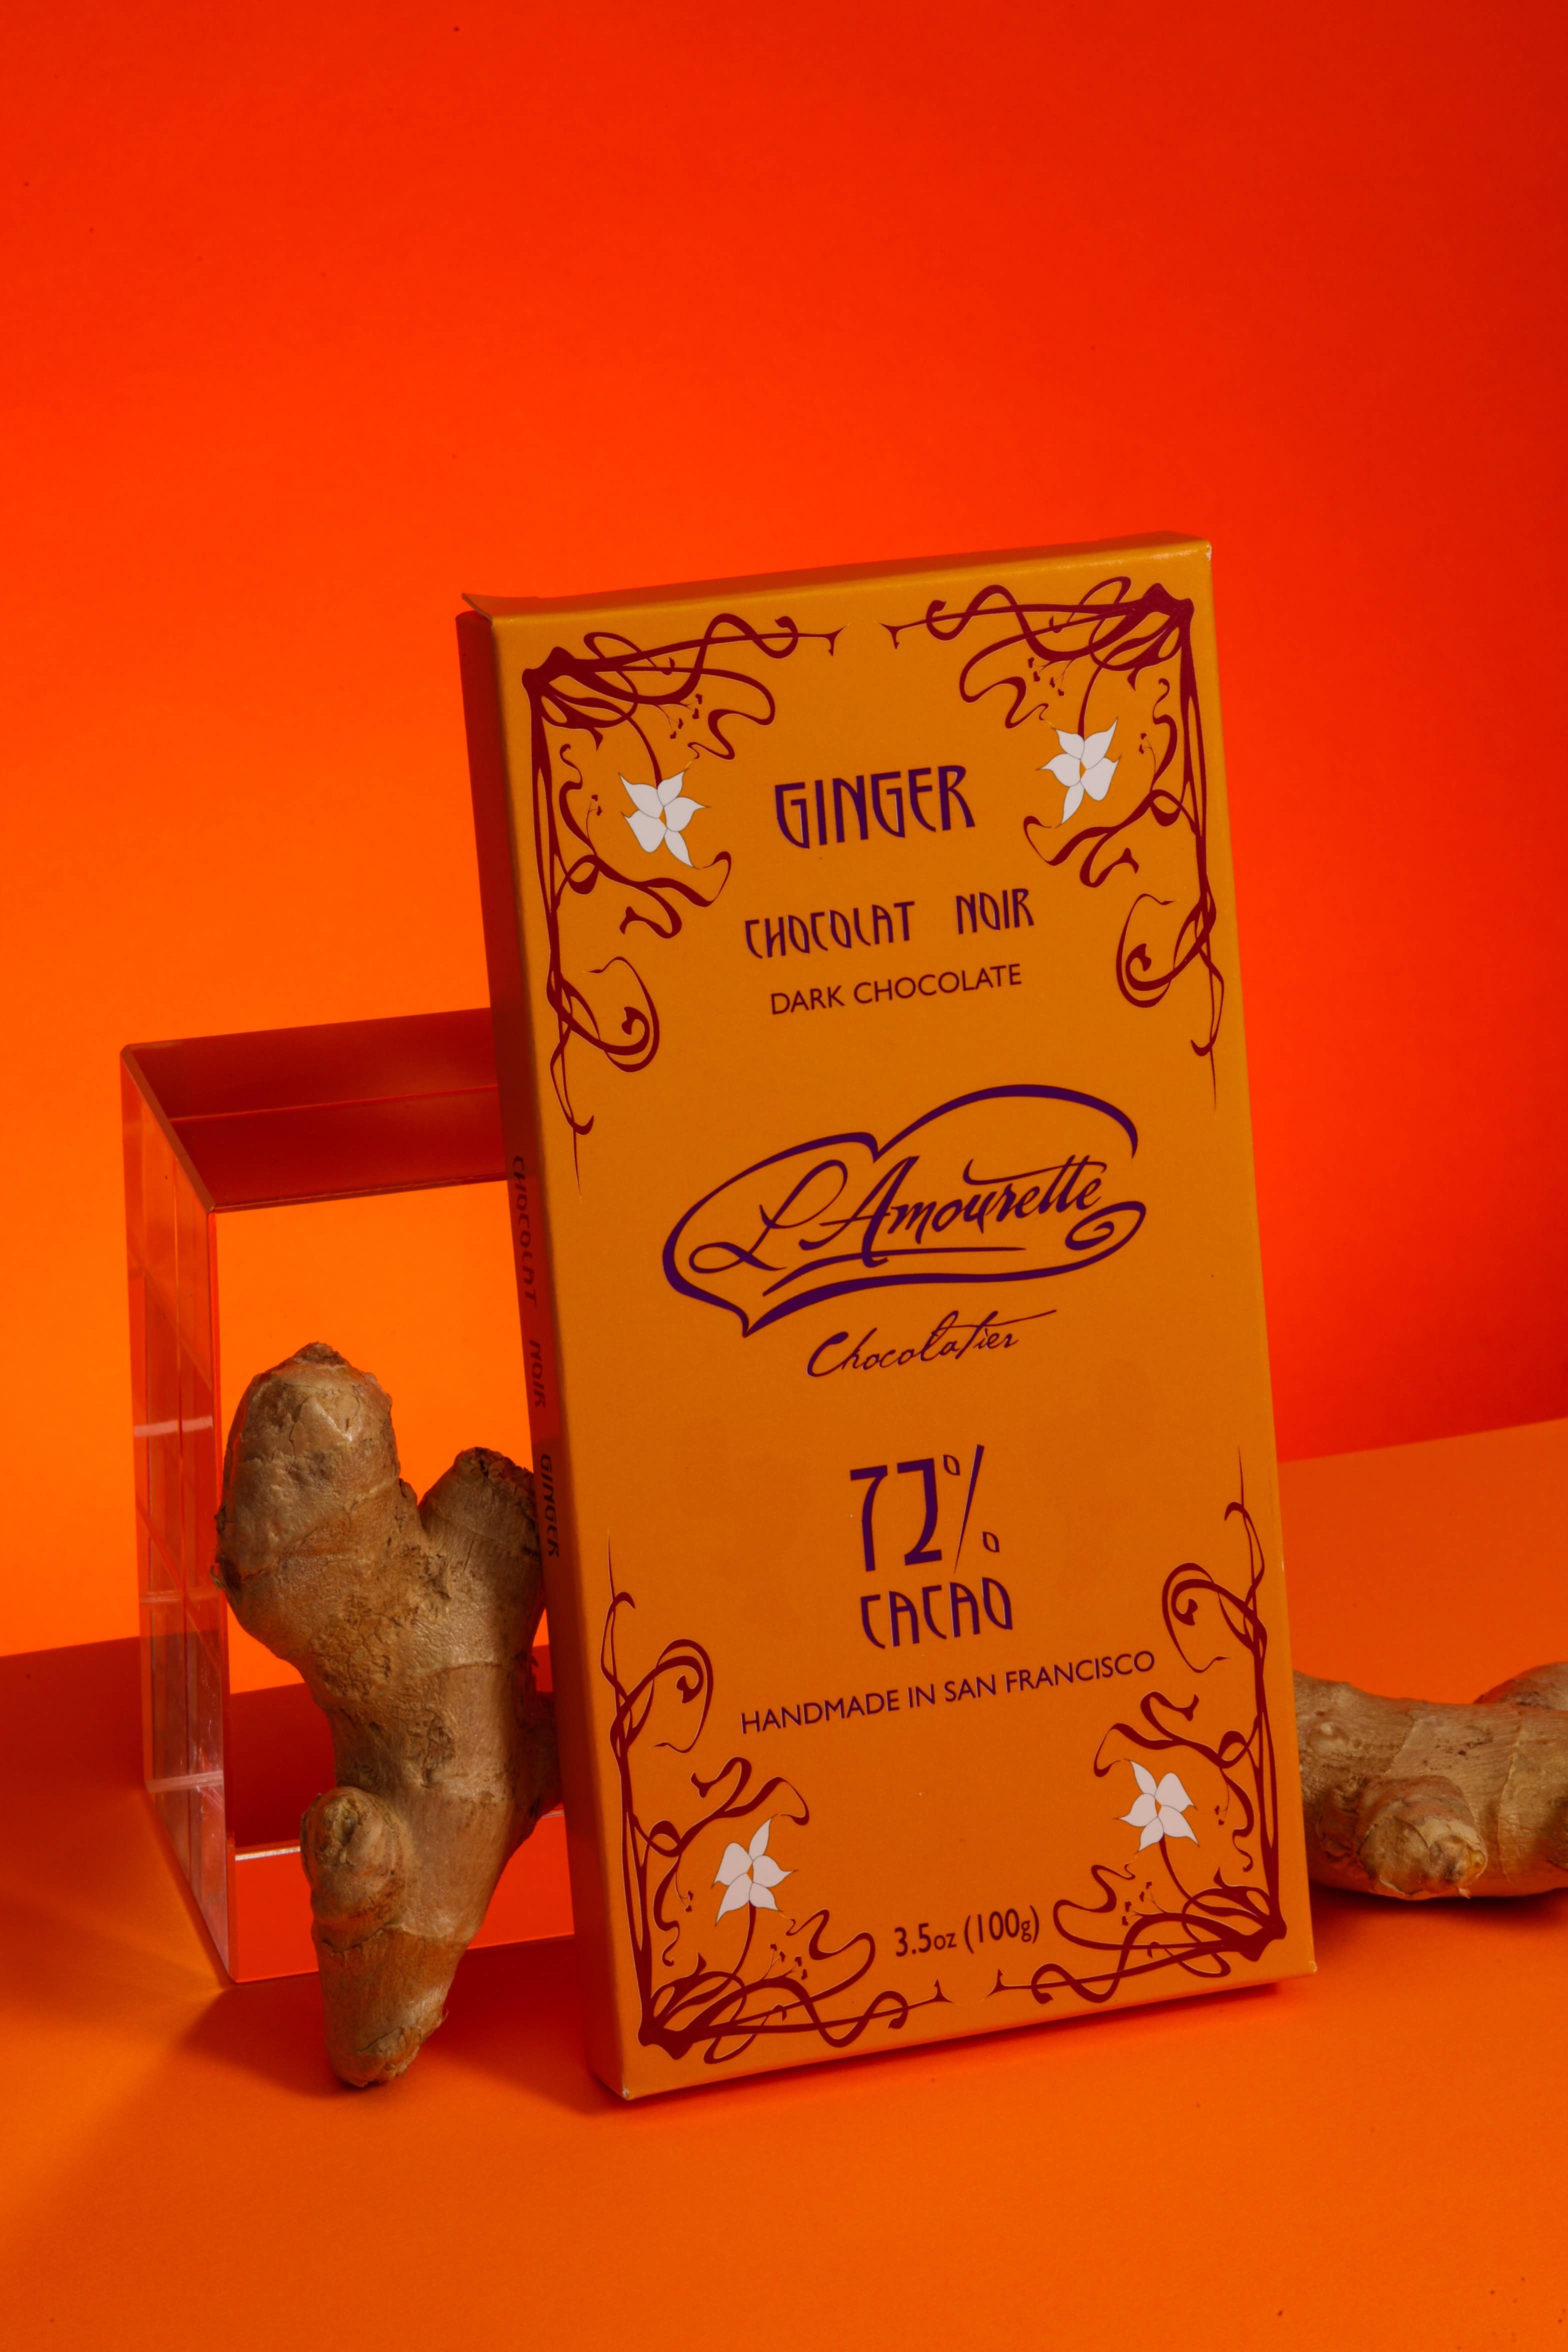 GINGER
CHOCOLAT NOIR
DARK CHOCOLATE
L'Amourette
Chocolatier
72%
CACAO
HANDMADE IN SAN FRANCISCO
3.5oz (100g)
CHOCOLAT NOIR GINGER